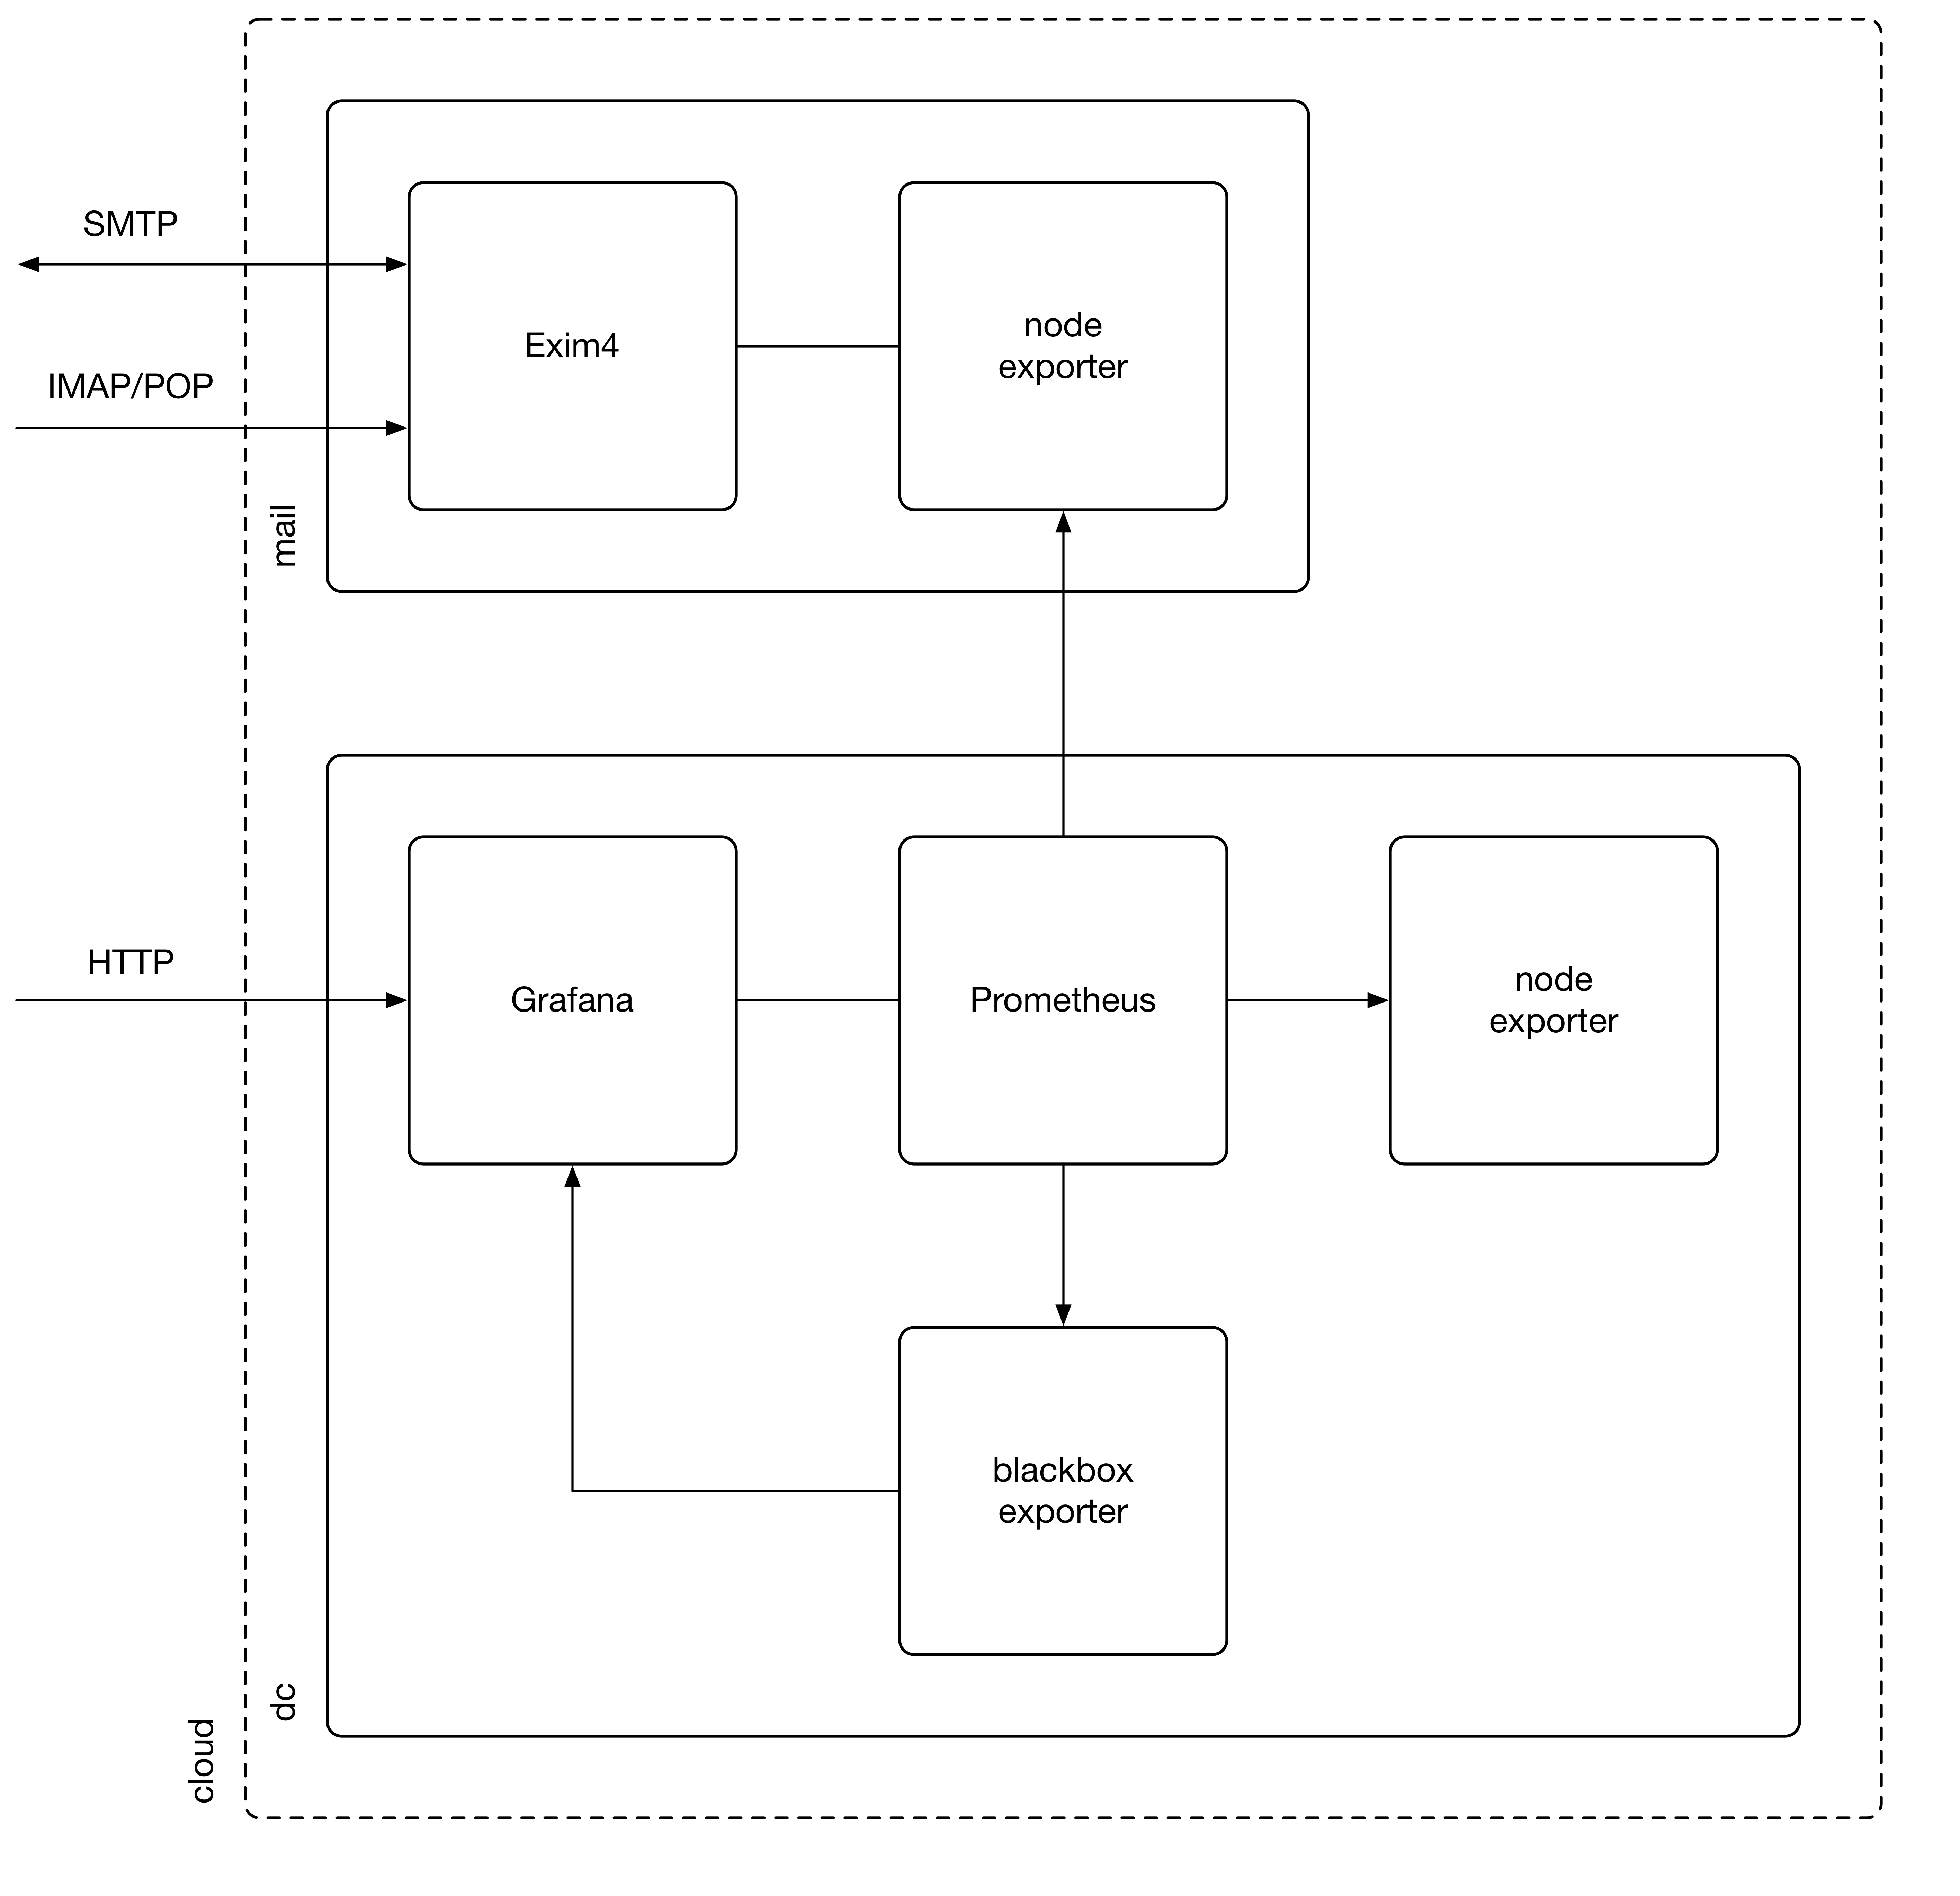 SMTP
Exim4
node
exporter
IMAP/POP
mail
HTTP
Grafana
Prometheus
node
exporter
blackbox
exporter
dc
cloud